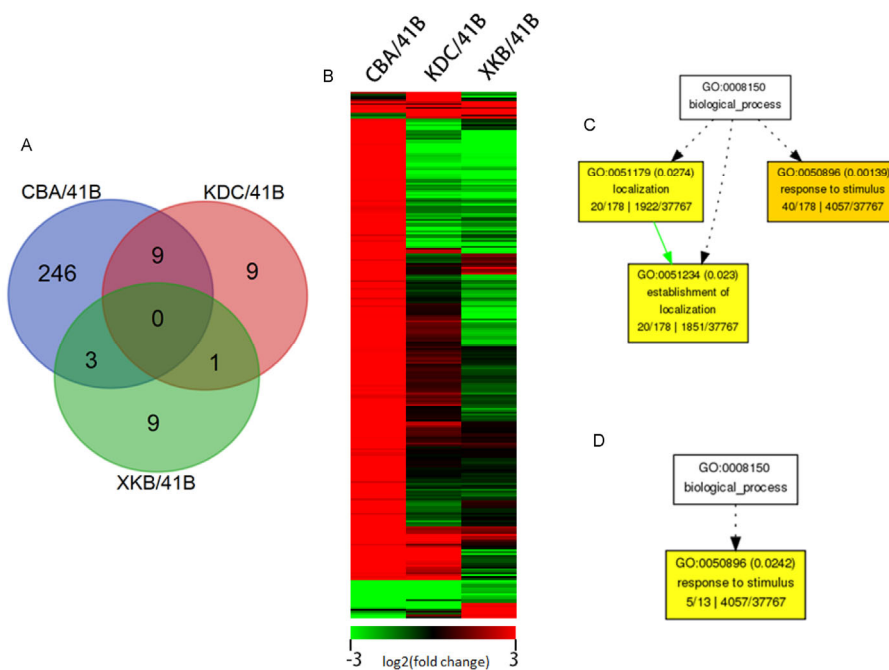 A
CBA/41B
KDC/41B
246
9
9
0
3
1
9
XKB/41B
B
CBA/41B
KDC/41B
XKB/41B
-3
3
log2(fold change)
C
GO:0008150
biological_process
GO:0051179 (0.0274)
localization
20/178 | 1922/37767
GO:0050896 (0.00139)
response to stimulus
40/178 | 4057/37767
GO:0051234 (0.023)
establishment of
localization
20/178 | 1851/37767
D
GO:0008150
biological_process
GO:0050896 (0.0242)
response to stimulus
5/13 | 4057/37767